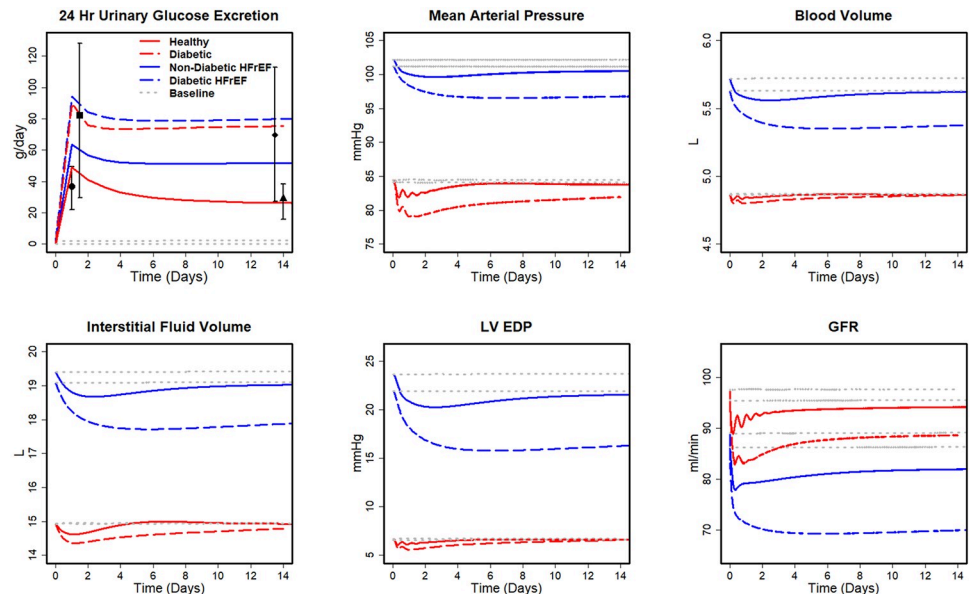 24 Hr Urinary Glucose Excretion
g/day
0 20 40 60 80 100 120
Healthy
Diabetic
Non-Diabetic HFrEF
Diabetic HFrEF
Baseline
0 2 4 6 8 10 12 14
Time (Days)
Mean Arterial Pressure
mmHg
75 80 85 90 95 100 105
0 2 4 6 8 10 12 14
Time (Days)
Blood Volume
L
4.5 5.0 5.5 6.0
0 2 4 6 8 10 12 14
Time (Days)
Interstitial Fluid Volume
L
14 15 16 17 18 19 20
0 2 4 6 8 10 12 14
Time (Days)
LV EDP
mmHg
5 10 15 20 25
0 2 4 6 8 10 12 14
Time (Days)
GFR
ml/min
70 80 90 100
0 2 4 6 8 10 12 14
Time (Days)